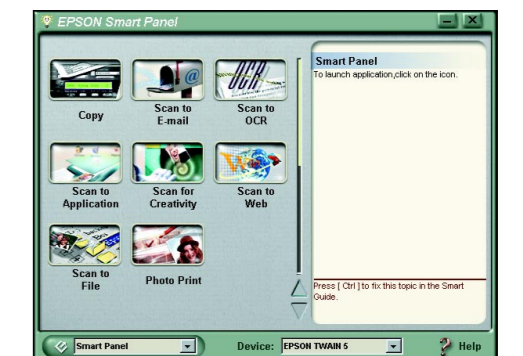 EPSON Smart Panel
Copy
Scan to
E-mail
@
Scan to
OCR
OCR
Scan to
Application
Scan for
Creativity
Scan to
Web
Web
Scan to
File
Photo Print
Smart Panel
To launch application,click on the icon.
Press [ Ctrl ] to fix this topic in the Smart
Guide.
Smart Panel
Device: EPSON TWAIN 5
Help